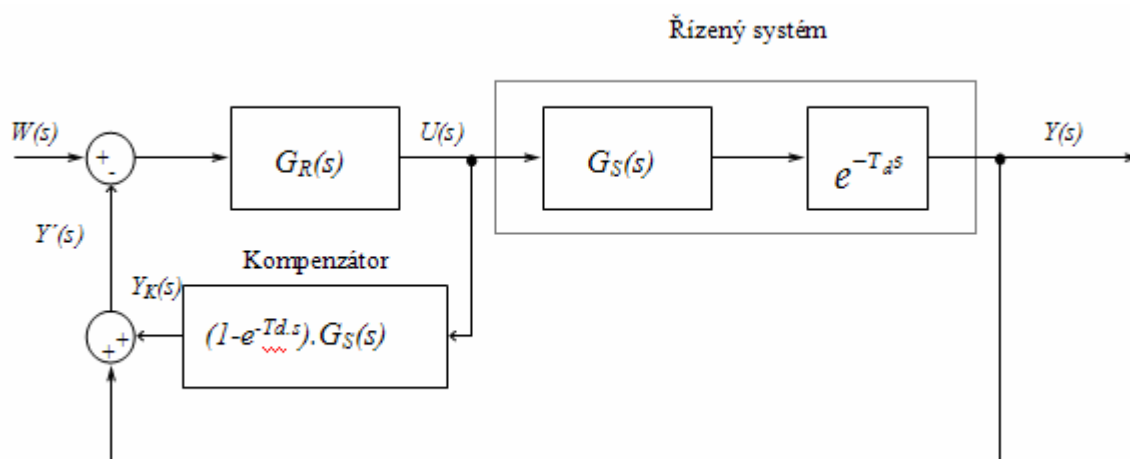 Řízený systém
W(s)
U(s)
Y(s)
+
-
G_R(s)
G_S(s)
e^{-T_d s}
Y´(s)
Kompenzátor
Y_K(s)
(1-e^{-Td.s}).G_S(s)
+
+